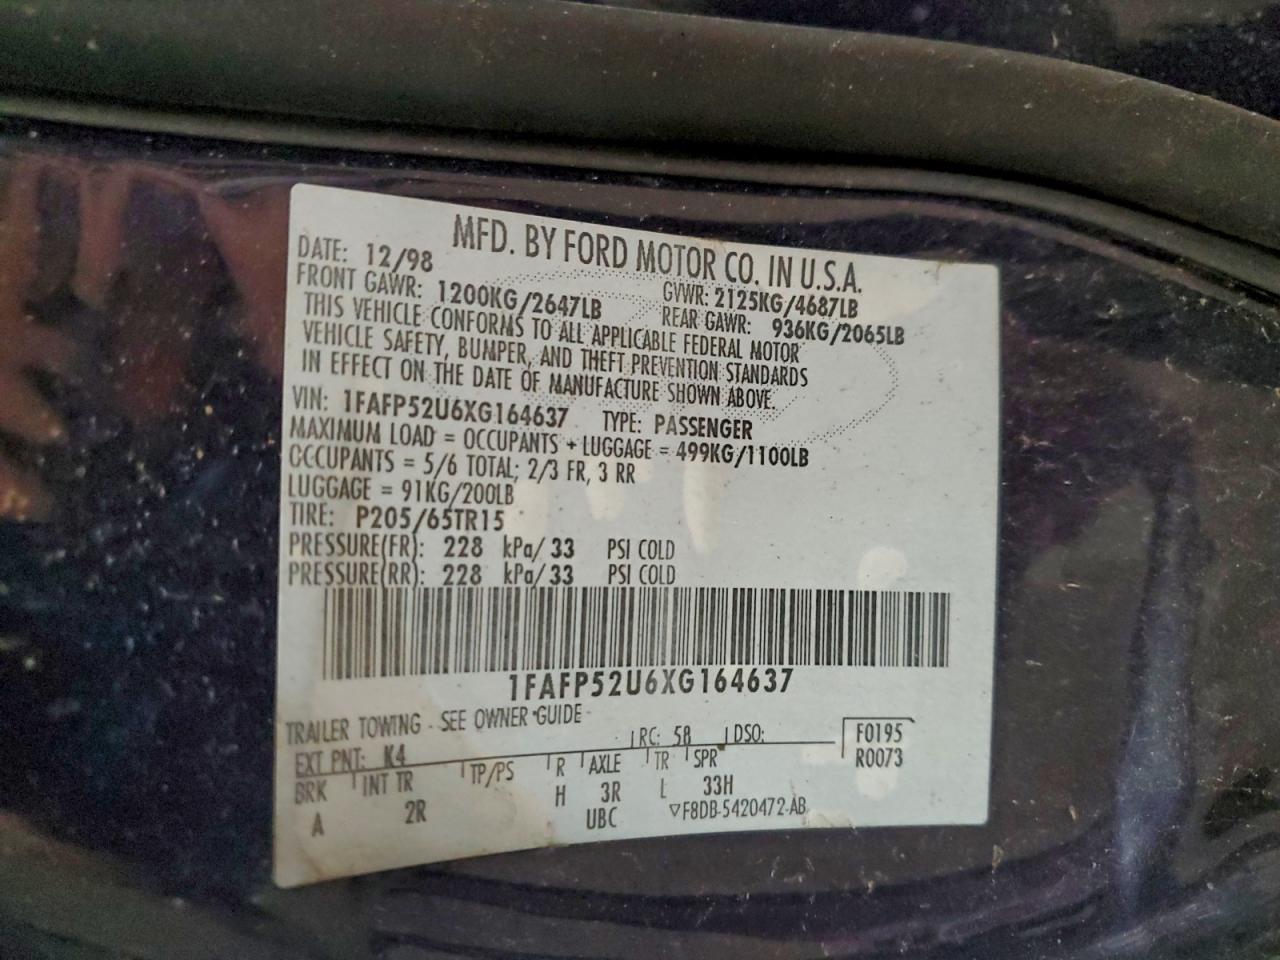 MFD. BY FORD MOTOR CO. IN U.S.A.
DATE: 12/98 GVWR: 2125KG/4687LB
FRONT GAWR: 1200KG/2647LB REAR GAWR: 936KG/2065LB
THIS VEHICLE CONFORMS TO ALL APPLICABLE FEDERAL MOTOR
VEHICLE SAFETY, BUMPER, AND THEFT PREVENTION STANDARDS
IN EFFECT ON THE DATE OF MANUFACTURE SHOWN ABOVE.
VIN: 1FAFP52U6XG164637 TYPE: PASSENGER
MAXIMUM LOAD = OCCUPANTS + LUGGAGE = 499KG/1100LB
OCCUPANTS = 5/6 TOTAL; 2/3 FR, 3 RR
LUGGAGE = 91KG/200LB
TIRE: P205/65TR15
PRESSURE(FR): 228 kPa/33 PSI COLD
PRESSURE(RR): 228 kPa/33 PSI COLD
1FAFP52U6XG164637
TRAILER TOWING - SEE OWNER GUIDE
EXT PNT: K4 RC: 58 DSO: F0195
R0073
BRK INT TR TP/PS R AXLE TR SPR
A 2R H 3R L 33H
UBC ▽F8DB-5420472-AB